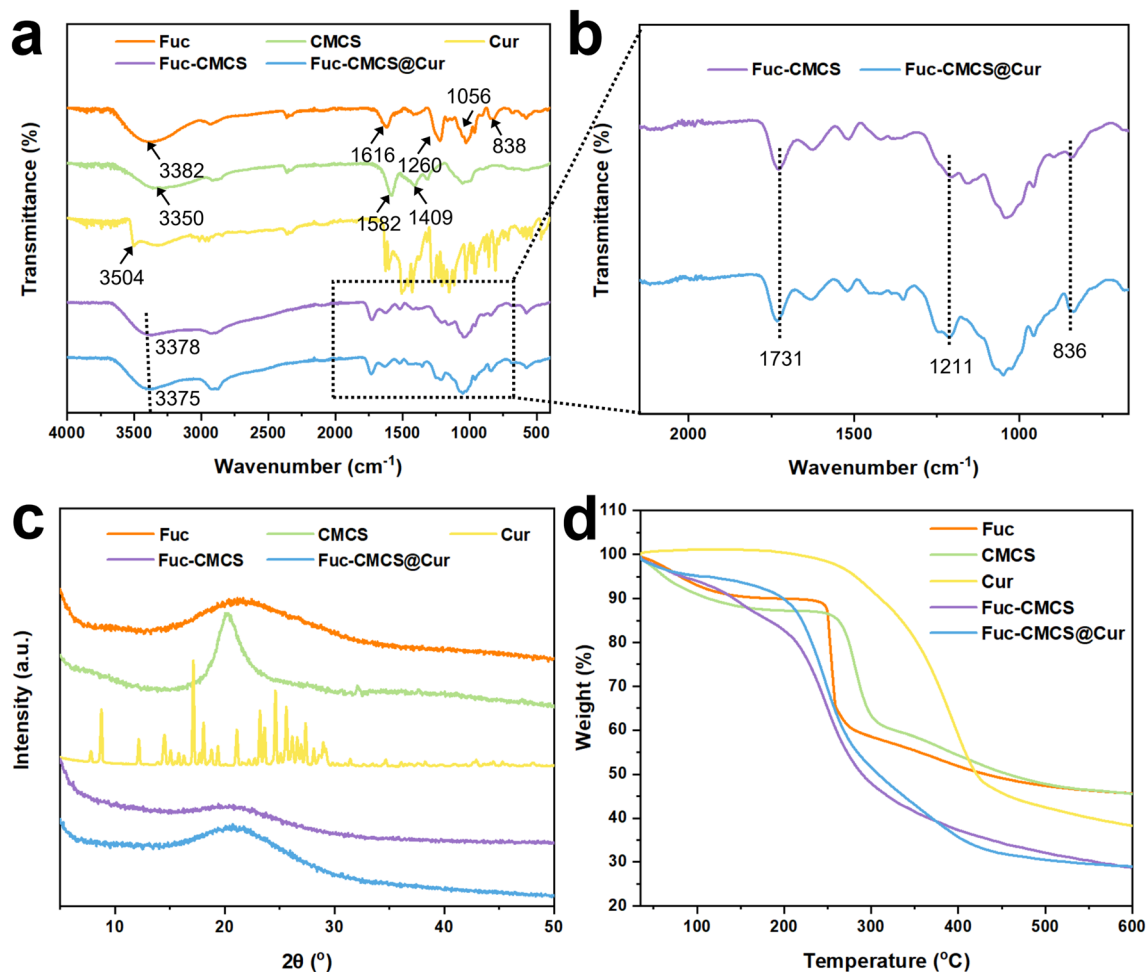 a
Fuc CMCS Cur
Fuc-CMCS Fuc-CMCS@Cur
Transmittance (%)
1056
1616
1260
838
3382
3350
1582
1409
3504
3378
3375
4000 3500 3000 2500 2000 1500 1000 500
Wavenumber (cm⁻¹)
b
Fuc-CMCS Fuc-CMCS@Cur
Transmittance (%)
1731
1211
836
2000 1500 1000
Wavenumber (cm⁻¹)
c
Fuc CMCS Cur
Fuc-CMCS Fuc-CMCS@Cur
Intensity (a.u.)
10 20 30 40 50
2θ (°)
d
Fuc
CMCS
Cur
Fuc-CMCS
Fuc-CMCS@Cur
Weight (%)
110
100
90
80
70
60
50
40
30
20
100 200 300 400 500 600
Temperature (°C)